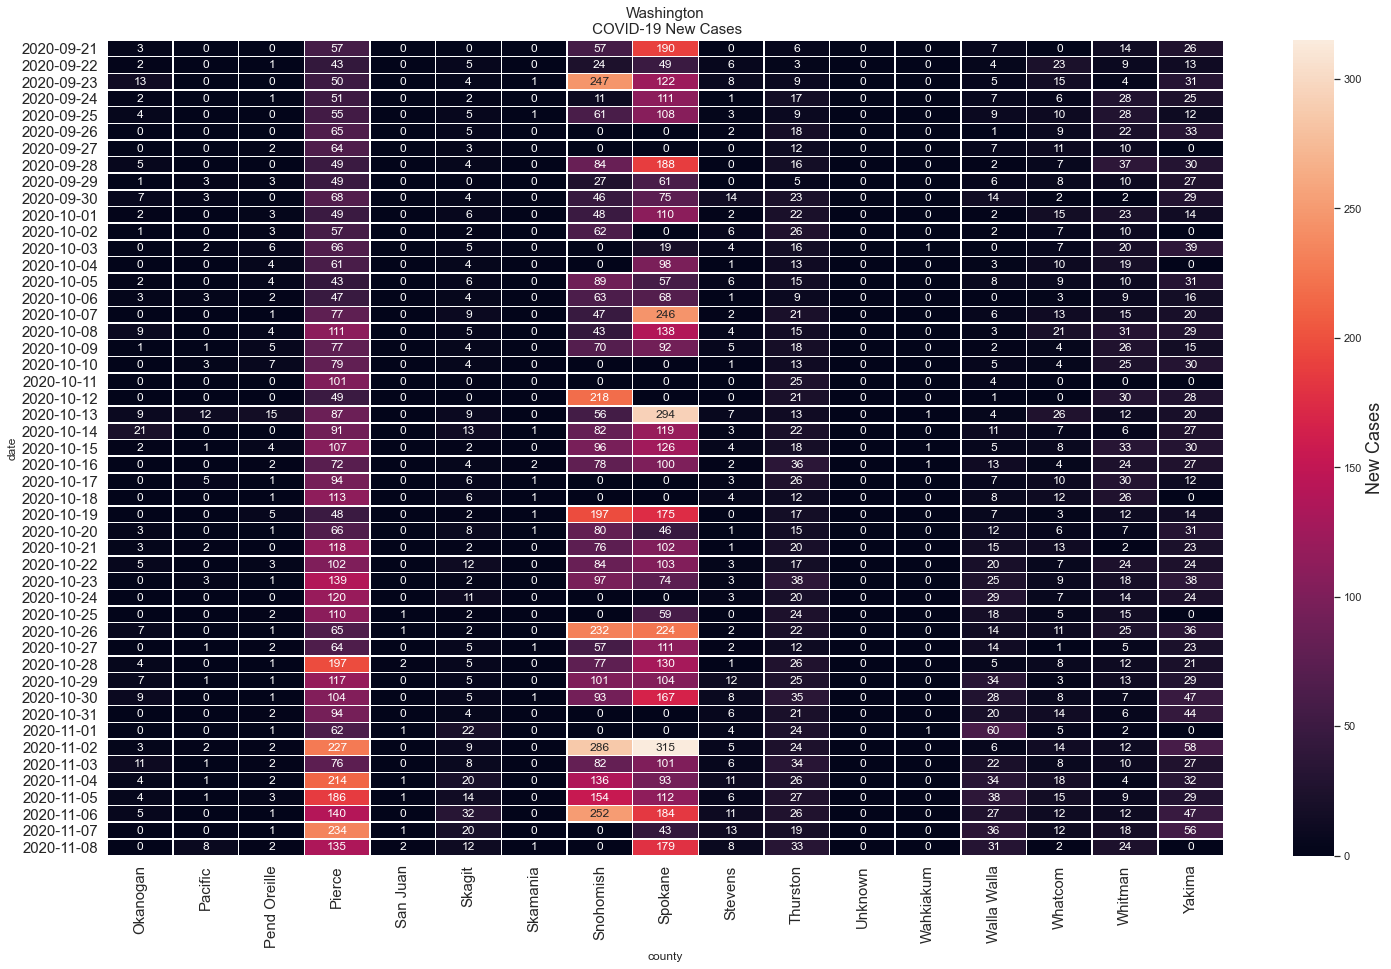 Washington
COVID-19 New Cases
2020-09-21 3 0 0 57 0 0 0 57 190 0 6 0 0 7 0 14 26
2020-09-22 2 0 1 43 0 5 0 24 49 6 3 0 0 4 23 9 13
2020-09-23 13 0 0 50 0 4 1 247 122 8 9 0 0 5 15 4 31
2020-09-24 2 0 1 51 0 2 0 11 111 1 17 0 0 7 6 28 25
2020-09-25 4 0 0 55 0 5 1 61 108 3 9 0 0 9 10 28 12
2020-09-26 0 0 0 65 0 5 0 0 0 2 18 0 0 1 9 22 33
2020-09-27 0 0 2 64 0 3 0 0 0 0 12 0 0 7 11 10 0
2020-09-28 5 0 0 49 0 4 0 84 188 0 16 0 0 2 7 37 30
2020-09-29 1 3 3 49 0 0 0 27 61 0 5 0 0 6 8 10 27
2020-09-30 7 3 0 68 0 4 0 46 75 14 23 0 0 14 2 2 29
2020-10-01 2 0 3 49 0 6 0 48 110 2 22 0 0 2 15 23 14
2020-10-02 1 0 3 57 0 2 0 62 0 6 26 0 0 2 7 10 0
2020-10-03 0 2 6 66 0 5 0 0 19 4 16 0 1 0 7 20 39
2020-10-04 0 0 4 61 0 4 0 0 98 1 13 0 0 3 10 19 0
2020-10-05 2 0 4 43 0 6 0 89 57 6 15 0 0 8 9 10 31
2020-10-06 3 3 2 47 0 4 0 63 68 1 9 0 0 0 3 9 16
2020-10-07 0 0 1 77 0 9 0 47 246 2 21 0 0 6 13 15 20
2020-10-08 9 0 4 111 0 5 0 43 138 4 15 0 0 3 21 31 29
2020-10-09 1 1 5 77 0 4 0 70 92 5 18 0 0 2 4 26 15
2020-10-10 0 3 7 79 0 4 0 0 0 1 13 0 0 5 4 25 30
2020-10-11 0 0 0 101 0 0 0 0 0 0 25 0 0 4 0 0 0
2020-10-12 0 0 0 49 0 0 0 218 0 0 21 0 0 1 0 30 28
2020-10-13 9 12 15 87 0 9 0 56 294 7 13 0 1 4 26 12 20
2020-10-14 21 0 0 91 0 13 1 82 119 3 22 0 0 11 7 6 27
2020-10-15 2 1 4 107 0 2 0 96 126 4 18 0 1 5 8 33 30
2020-10-16 0 0 2 72 0 4 2 78 100 2 36 0 1 13 4 24 27
2020-10-17 0 5 1 94 0 6 1 0 0 3 26 0 0 7 10 30 12
2020-10-18 0 0 1 113 0 6 1 0 0 4 12 0 0 8 12 26 0
2020-10-19 0 0 5 48 0 2 1 197 175 0 17 0 0 7 3 12 14
2020-10-20 3 0 1 66 0 8 1 80 46 1 15 0 0 12 6 7 31
2020-10-21 3 2 0 118 0 2 0 76 102 1 20 0 0 15 13 2 23
2020-10-22 5 0 3 102 0 12 0 84 103 3 17 0 0 20 7 24 24
2020-10-23 0 3 1 139 0 2 0 97 74 3 38 0 0 25 9 18 38
2020-10-24 0 0 0 120 0 11 0 0 0 3 20 0 0 29 7 14 24
2020-10-25 0 0 2 110 1 2 0 0 59 0 24 0 0 18 5 15 0
2020-10-26 7 0 1 65 1 2 0 232 224 2 22 0 0 14 11 25 36
2020-10-27 0 1 2 64 0 5 1 57 111 2 12 0 0 14 1 5 23
2020-10-28 4 0 1 197 2 5 0 77 130 1 26 0 0 5 8 12 21
2020-10-29 7 1 1 117 0 5 0 101 104 12 25 0 0 34 3 13 29
2020-10-30 9 0 1 104 0 5 1 93 167 8 35 0 0 28 8 7 47
2020-10-31 0 0 2 94 0 4 0 0 0 6 21 0 0 20 14 6 44
2020-11-01 0 0 1 62 1 22 0 0 0 4 24 0 1 60 5 2 0
2020-11-02 3 2 2 227 0 9 0 286 315 5 24 0 0 6 14 12 58
2020-11-03 11 1 2 76 0 8 0 82 101 6 34 0 0 22 8 10 27
2020-11-04 4 1 2 214 1 20 0 136 93 11 26 0 0 34 18 4 32
2020-11-05 4 1 3 186 1 14 0 154 112 6 27 0 0 38 15 9 29
2020-11-06 5 0 1 140 0 32 0 252 184 11 26 0 0 27 12 12 47
2020-11-07 0 0 1 234 1 20 0 0 43 13 19 0 0 36 12 18 56
2020-11-08 0 8 2 135 2 12 1 0 179 8 33 0 0 31 2 24 0
date
Okanogan Pacific Pend Oreille Pierce San Juan Skagit Skamania Snohomish Spokane Stevens Thurston Unknown Wahkiakum Walla Walla Whatcom Whitman Yakima
county
300
250
200
150
100
50
0
New Cases